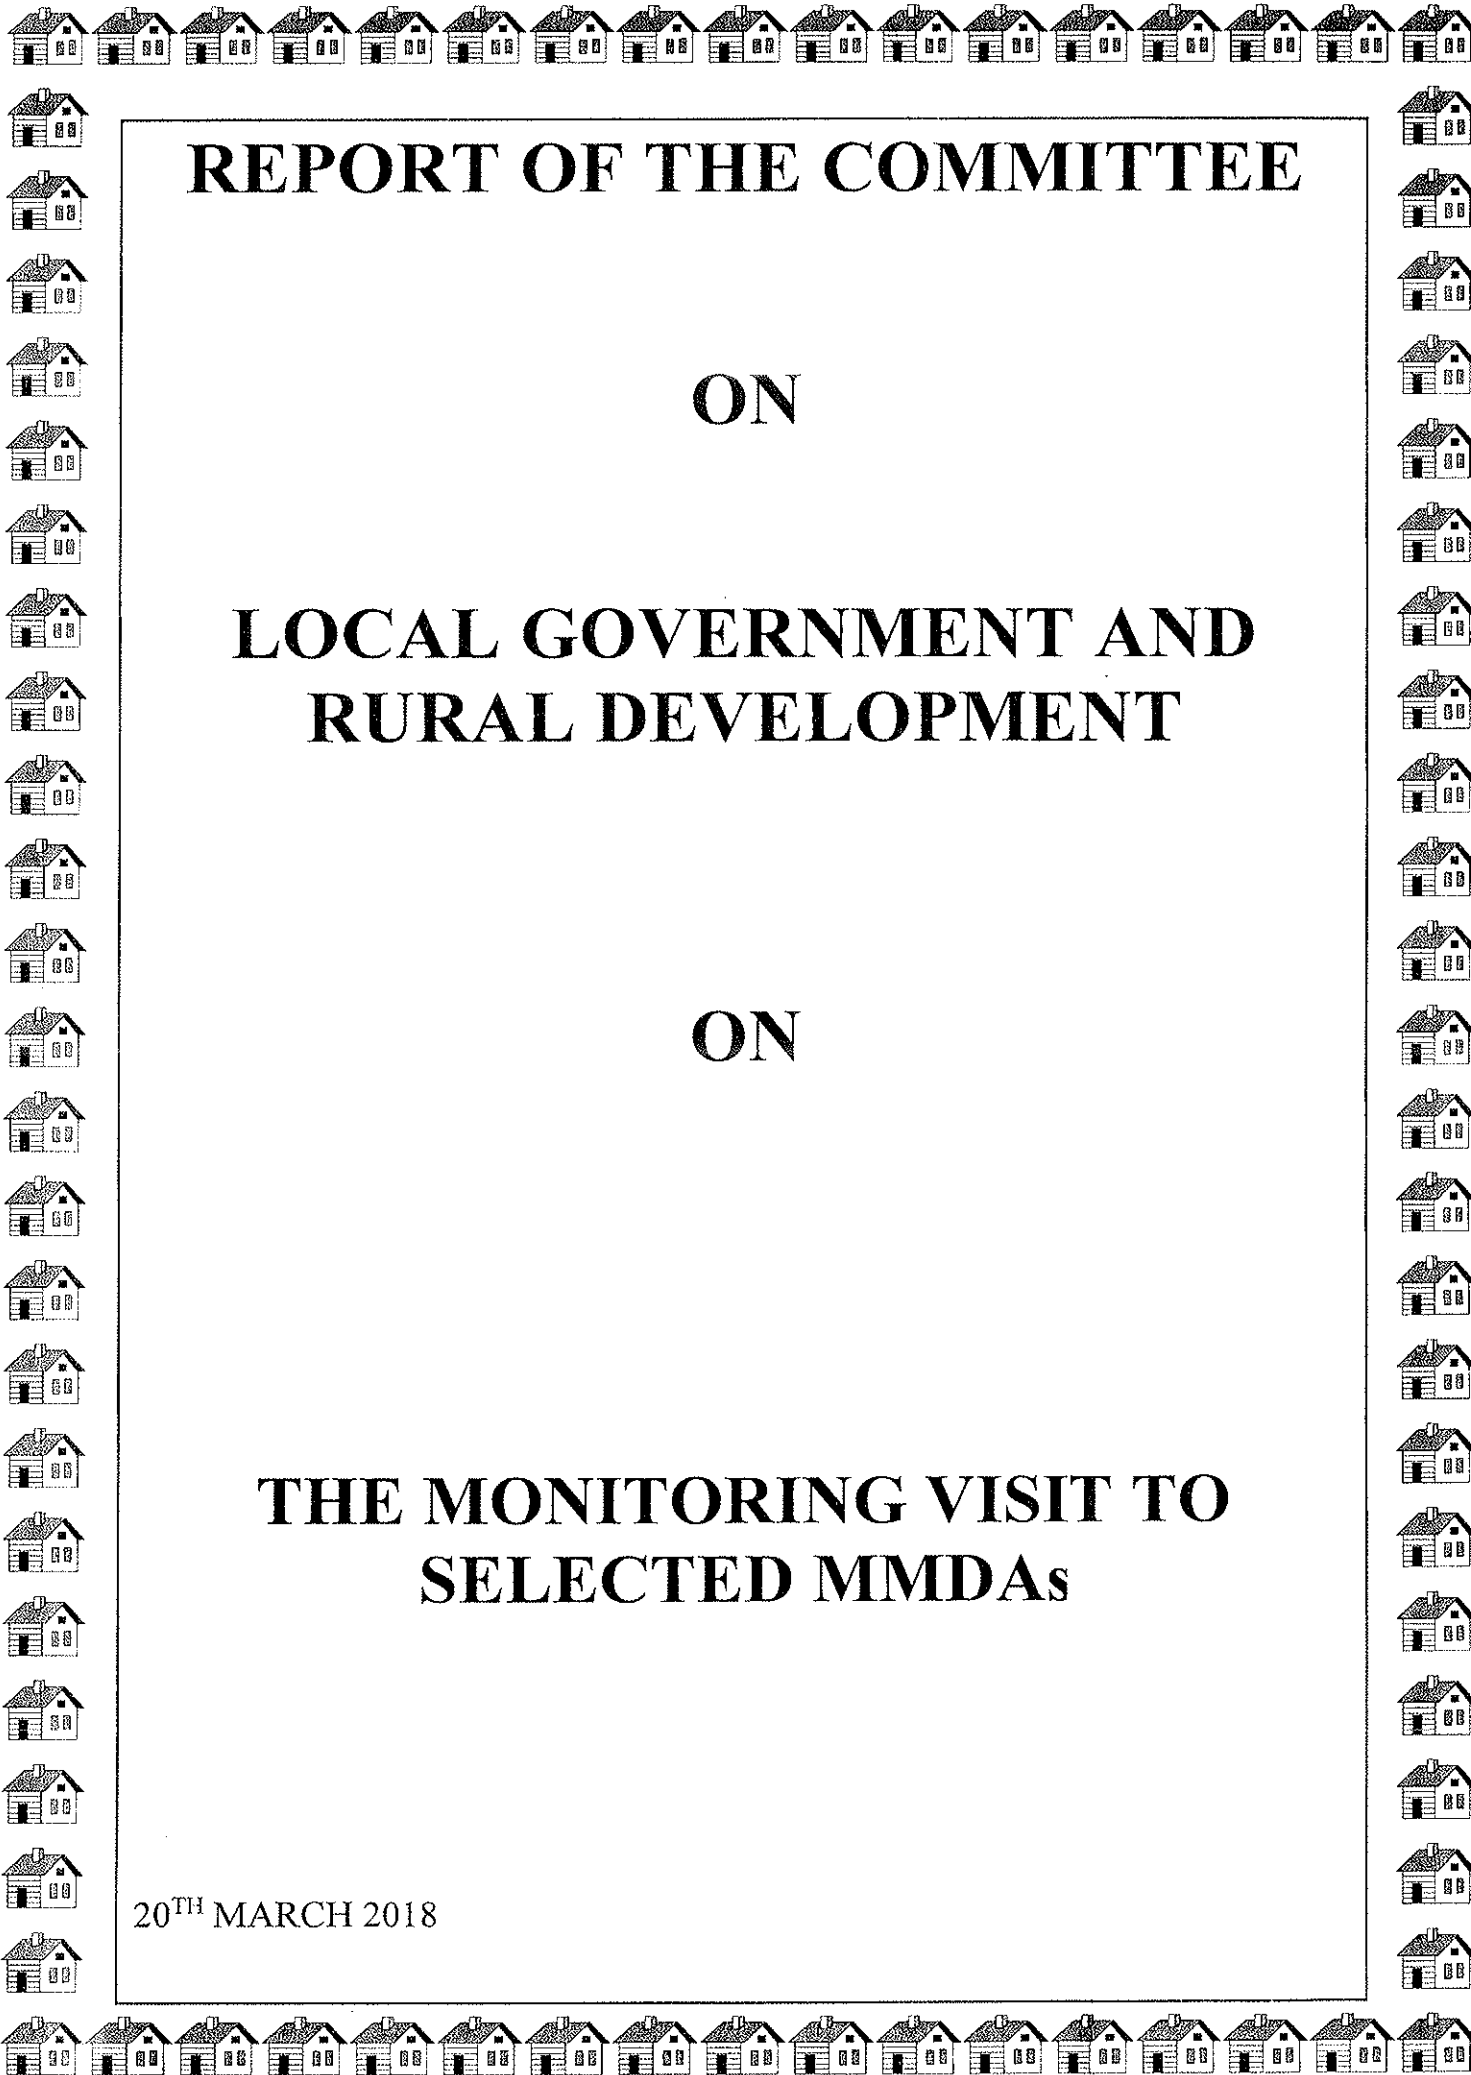 REPORT OF THE COMMITTEE
ON
LOCAL GOVERNMENT AND
RURAL DEVELOPMENT
ON
THE MONITORING VISIT TO
SELECTED MMDAs
20TH MARCH 2018